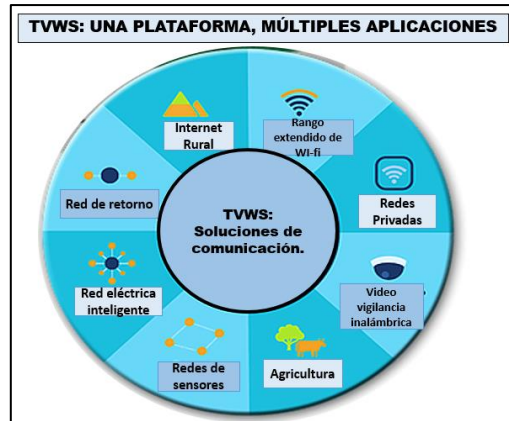 TVWS: UNA PLATAFORMA, MÚLTIPLES APLICACIONES
Internet
Rural
Rango
extendido de
WI-fi
Redes
Privadas
Video
vigilancia
inalámbrica
Agricultura
Redes de
sensores
Red eléctrica
inteligente
Red de retorno
TVWS:
Soluciones de
comunicación.